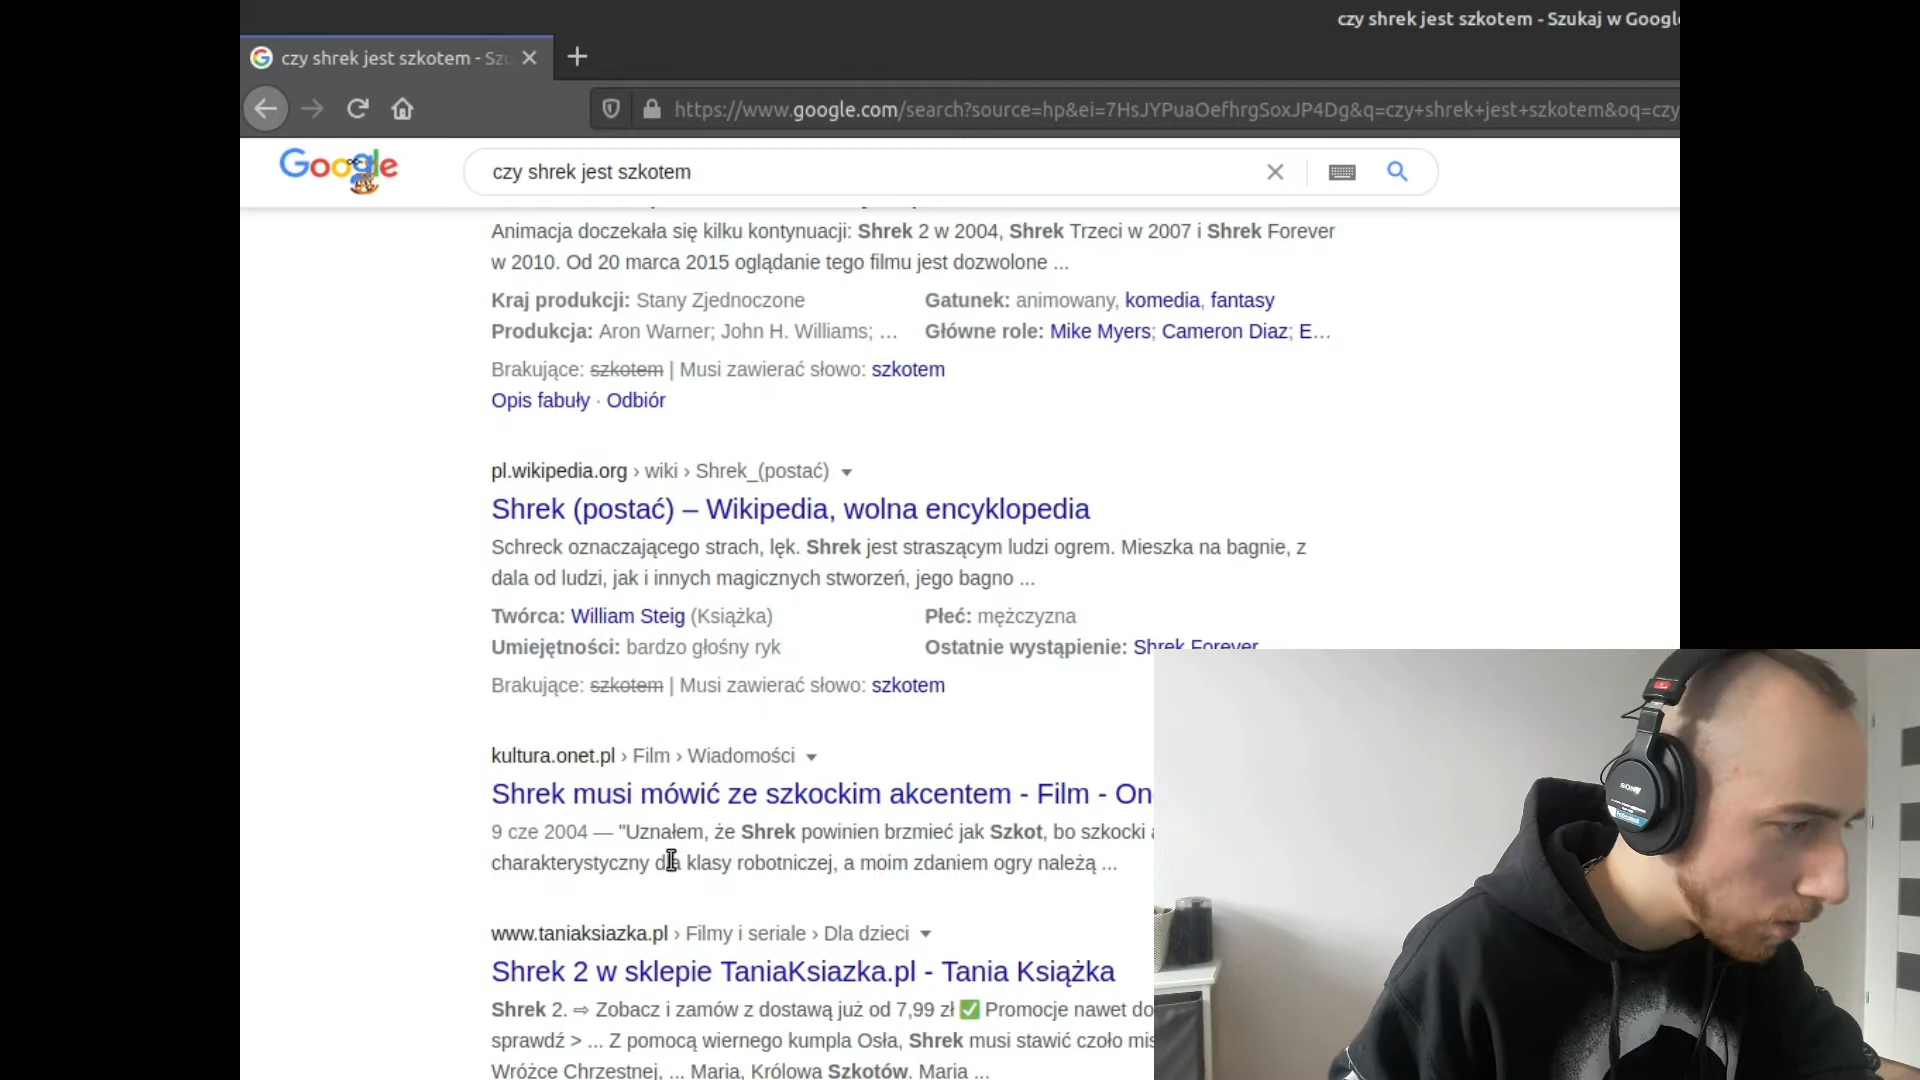 czy shrek jest szkotem - Szukaj w Google
czy shrek jest szkotem - Szu
https://www.google.com/search?source=hp&ei=7HsJYPuaOefhrgSoxJP4Dg&q=czy+shrek+jest+szkotem&oq=czy
Google
czy shrek jest szkotem
Animacja doczekała się kilku kontynuacji: Shrek 2 w 2004, Shrek Trzeci w 2007 i Shrek Forever
w 2010. Od 20 marca 2015 oglądanie tego filmu jest dozwolone ...
Kraj produkcji: Stany Zjednoczone
Gatunek: animowany, komedia, fantasy
Produkcja: Aron Warner; John H. Williams; ...
Główne role: Mike Myers; Cameron Diaz; E...
Brakujące: szkotem | Musi zawierać słowo: szkotem
Opis fabuły · Odbiór
pl.wikipedia.org › wiki › Shrek_(postać)
Shrek (postać) – Wikipedia, wolna encyklopedia
Schreck oznaczającego strach, lęk. Shrek jest straszącym ludzi ogrem. Mieszka na bagnie, z
dala od ludzi, jak i innych magicznych stworzeń, jego bagno ...
Twórca: William Steig (Książka)
Płeć: mężczyzna
Umiejętności: bardzo głośny ryk
Ostatnie wystąpienie: Shrek Forever
Brakujące: szkotem | Musi zawierać słowo: szkotem
kultura.onet.pl › Film › Wiadomości
Shrek musi mówić ze szkockim akcentem - Film - On
9 cze 2004 — "Uznałem, że Shrek powinien brzmieć jak Szkot, bo szkocki
charakterystyczny dla klasy robotniczej, a moim zdaniem ogry należą ...
www.taniaksiazka.pl › Filmy i seriale › Dla dzieci
Shrek 2 w sklepie TaniaKsiazka.pl - Tania Książka
Shrek 2. ⇨ Zobacz i zamów z dostawą już od 7,99 zł ✅ Promocje nawet do
sprawdź > ... Z pomocą wiernego kumpla Osła, Shrek musi stawić czoło
Wróżce Chrzestnej, ... Maria, Królowa Szkotów. Maria ...
SONY